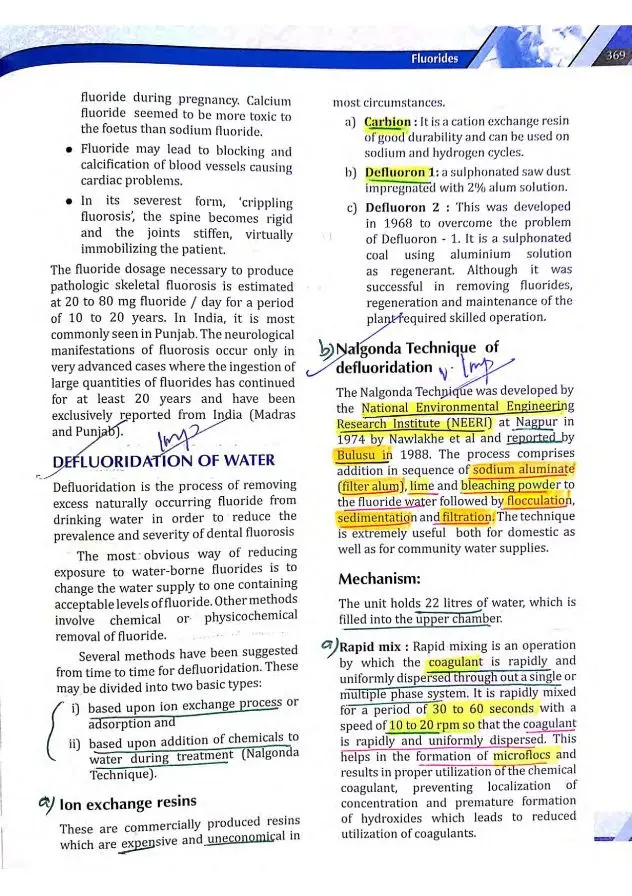 Fluorides
369
fluoride during pregnancy. Calcium
fluoride seemed to be more toxic to
the foetus than sodium fluoride.
• Fluoride may lead to blocking and
calcification of blood vessels causing
cardiac problems.
• In its severest form, ‘crippling
fluorosis’, the spine becomes rigid
and the joints stiffen, virtually
immobilizing the patient.
The fluoride dosage necessary to produce
pathologic skeletal fluorosis is estimated
at 20 to 80 mg fluoride / day for a period
of 10 to 20 years. In India, it is most
commonly seen in Punjab. The neurological
manifestations of fluorosis occur only in
very advanced cases where the ingestion of
large quantities of fluorides has continued
for at least 20 years and have been
exclusively reported from India (Madras
and Punjab).
Imp
DEFLUORIDATION OF WATER
Defluoridation is the process of removing
excess naturally occurring fluoride from
drinking water in order to reduce the
prevalence and severity of dental fluorosis
The most obvious way of reducing
exposure to water-borne fluorides is to
change the water supply to one containing
acceptable levels of fluoride. Other methods
involve chemical or physicochemical
removal of fluoride.
Several methods have been suggested
from time to time for defluoridation. These
may be divided into two basic types:
i) based upon ion exchange process or
adsorption and
ii) based upon addition of chemicals to
water during treatment (Nalgonda
Technique).
a) Ion exchange resins
These are commercially produced resins
which are expensive and uneconomical in
most circumstances.
a) Carbion : It is a cation exchange resin
of good durability and can be used on
sodium and hydrogen cycles.
b) Defluoron 1: a sulphonated saw dust
impregnated with 2% alum solution.
c) Defluoron 2 : This was developed
in 1968 to overcome the problem
of Defluoron - 1. It is a sulphonated
coal using aluminium solution
as regenerant. Although it was
successful in removing fluorides,
regeneration and maintenance of the
plant required skilled operation.
b) Nalgonda Technique of
defluoridation
v. Imp
The Nalgonda Technique was developed by
the National Environmental Engineering
Research Institute (NEERI) at Nagpur in
1974 by Nawlakhe et al and reported by
Bulusu in 1988. The process comprises
addition in sequence of sodium aluminate
(filter alum), lime and bleaching powder to
the fluoride water followed by flocculation,
sedimentation and filtration. The technique
is extremely useful both for domestic as
well as for community water supplies.
Mechanism:
The unit holds 22 litres of water, which is
filled into the upper chamber.
a) Rapid mix : Rapid mixing is an operation
by which the coagulant is rapidly and
uniformly dispersed through out a single or
multiple phase system. It is rapidly mixed
for a period of 30 to 60 seconds with a
speed of 10 to 20 rpm so that the coagulant
is rapidly and uniformly dispersed. This
helps in the formation of microflocs and
results in proper utilization of the chemical
coagulant, preventing localization of
concentration and premature formation
of hydroxides which leads to reduced
utilization of coagulants.